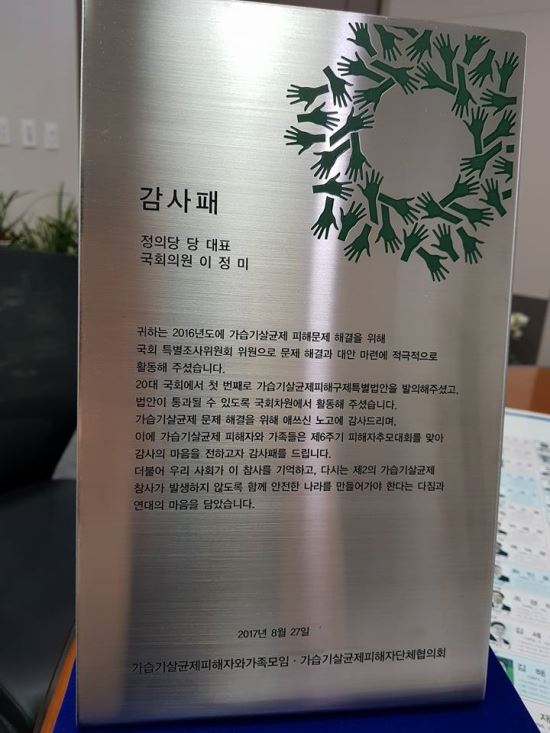 감사패
정의당 당 대표
국회의원 이 정 미
귀하는 2016년도에 가습기살균제 피해문제 해결을 위해
국회 특별조사위원회 위원으로 문제 해결과 대안 마련에 적극적으로
활동해 주셨습니다.
20대 국회에서 첫 번째로 가습기살균제피해구제특별법안을 발의해주셨고,
법안이 통과될 수 있도록 국회차원에서 활동해 주셨습니다.
가습기살균제 문제 해결을 위해 애쓰신 노고에 감사드리며,
이에 가습기살균제 피해자와 가족들은 제6주기 피해자추모대회를 맞아
감사의 마음을 전하고자 감사패를 드립니다.
더불어 우리 사회가 이 참사를 기억하고, 다시는 제2의 가습기살균제
참사가 발생하지 않도록 함께 안전한 나라를 만들어가야 한다는 다짐과
연대의 마음을 담았습니다.
2017년 8월 27일
가습기살균제피해자와가족모임 · 가습기살균제피해자단체협의회